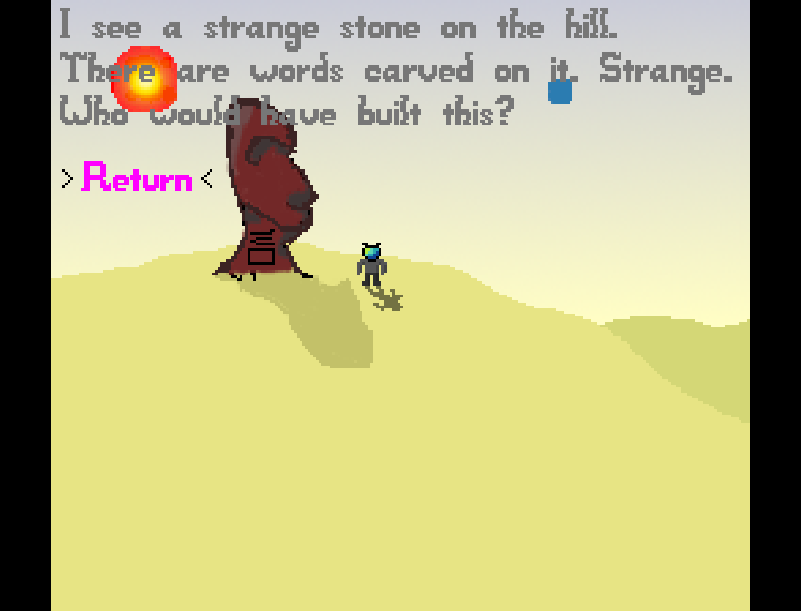 I see a strange stone on the hill.
There are words carved on it. Strange.
Who would have built this?
>Return<